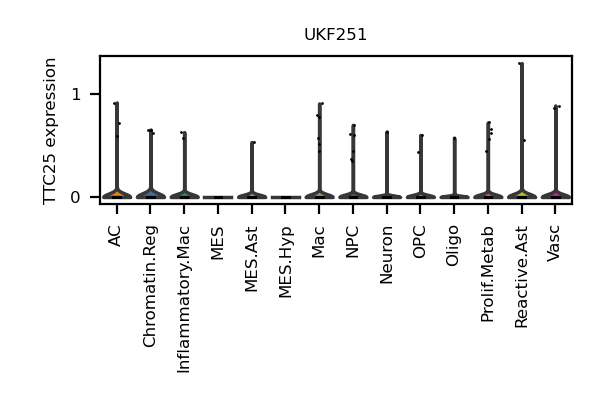 UKF251
TTC25 expression
1
0
AC
Chromatin.Reg
Inflammatory.Mac
MES
MES.Ast
MES.Hyp
Mac
NPC
Neuron
OPC
Oligo
Prolif.Metab
Reactive.Ast
Vasc